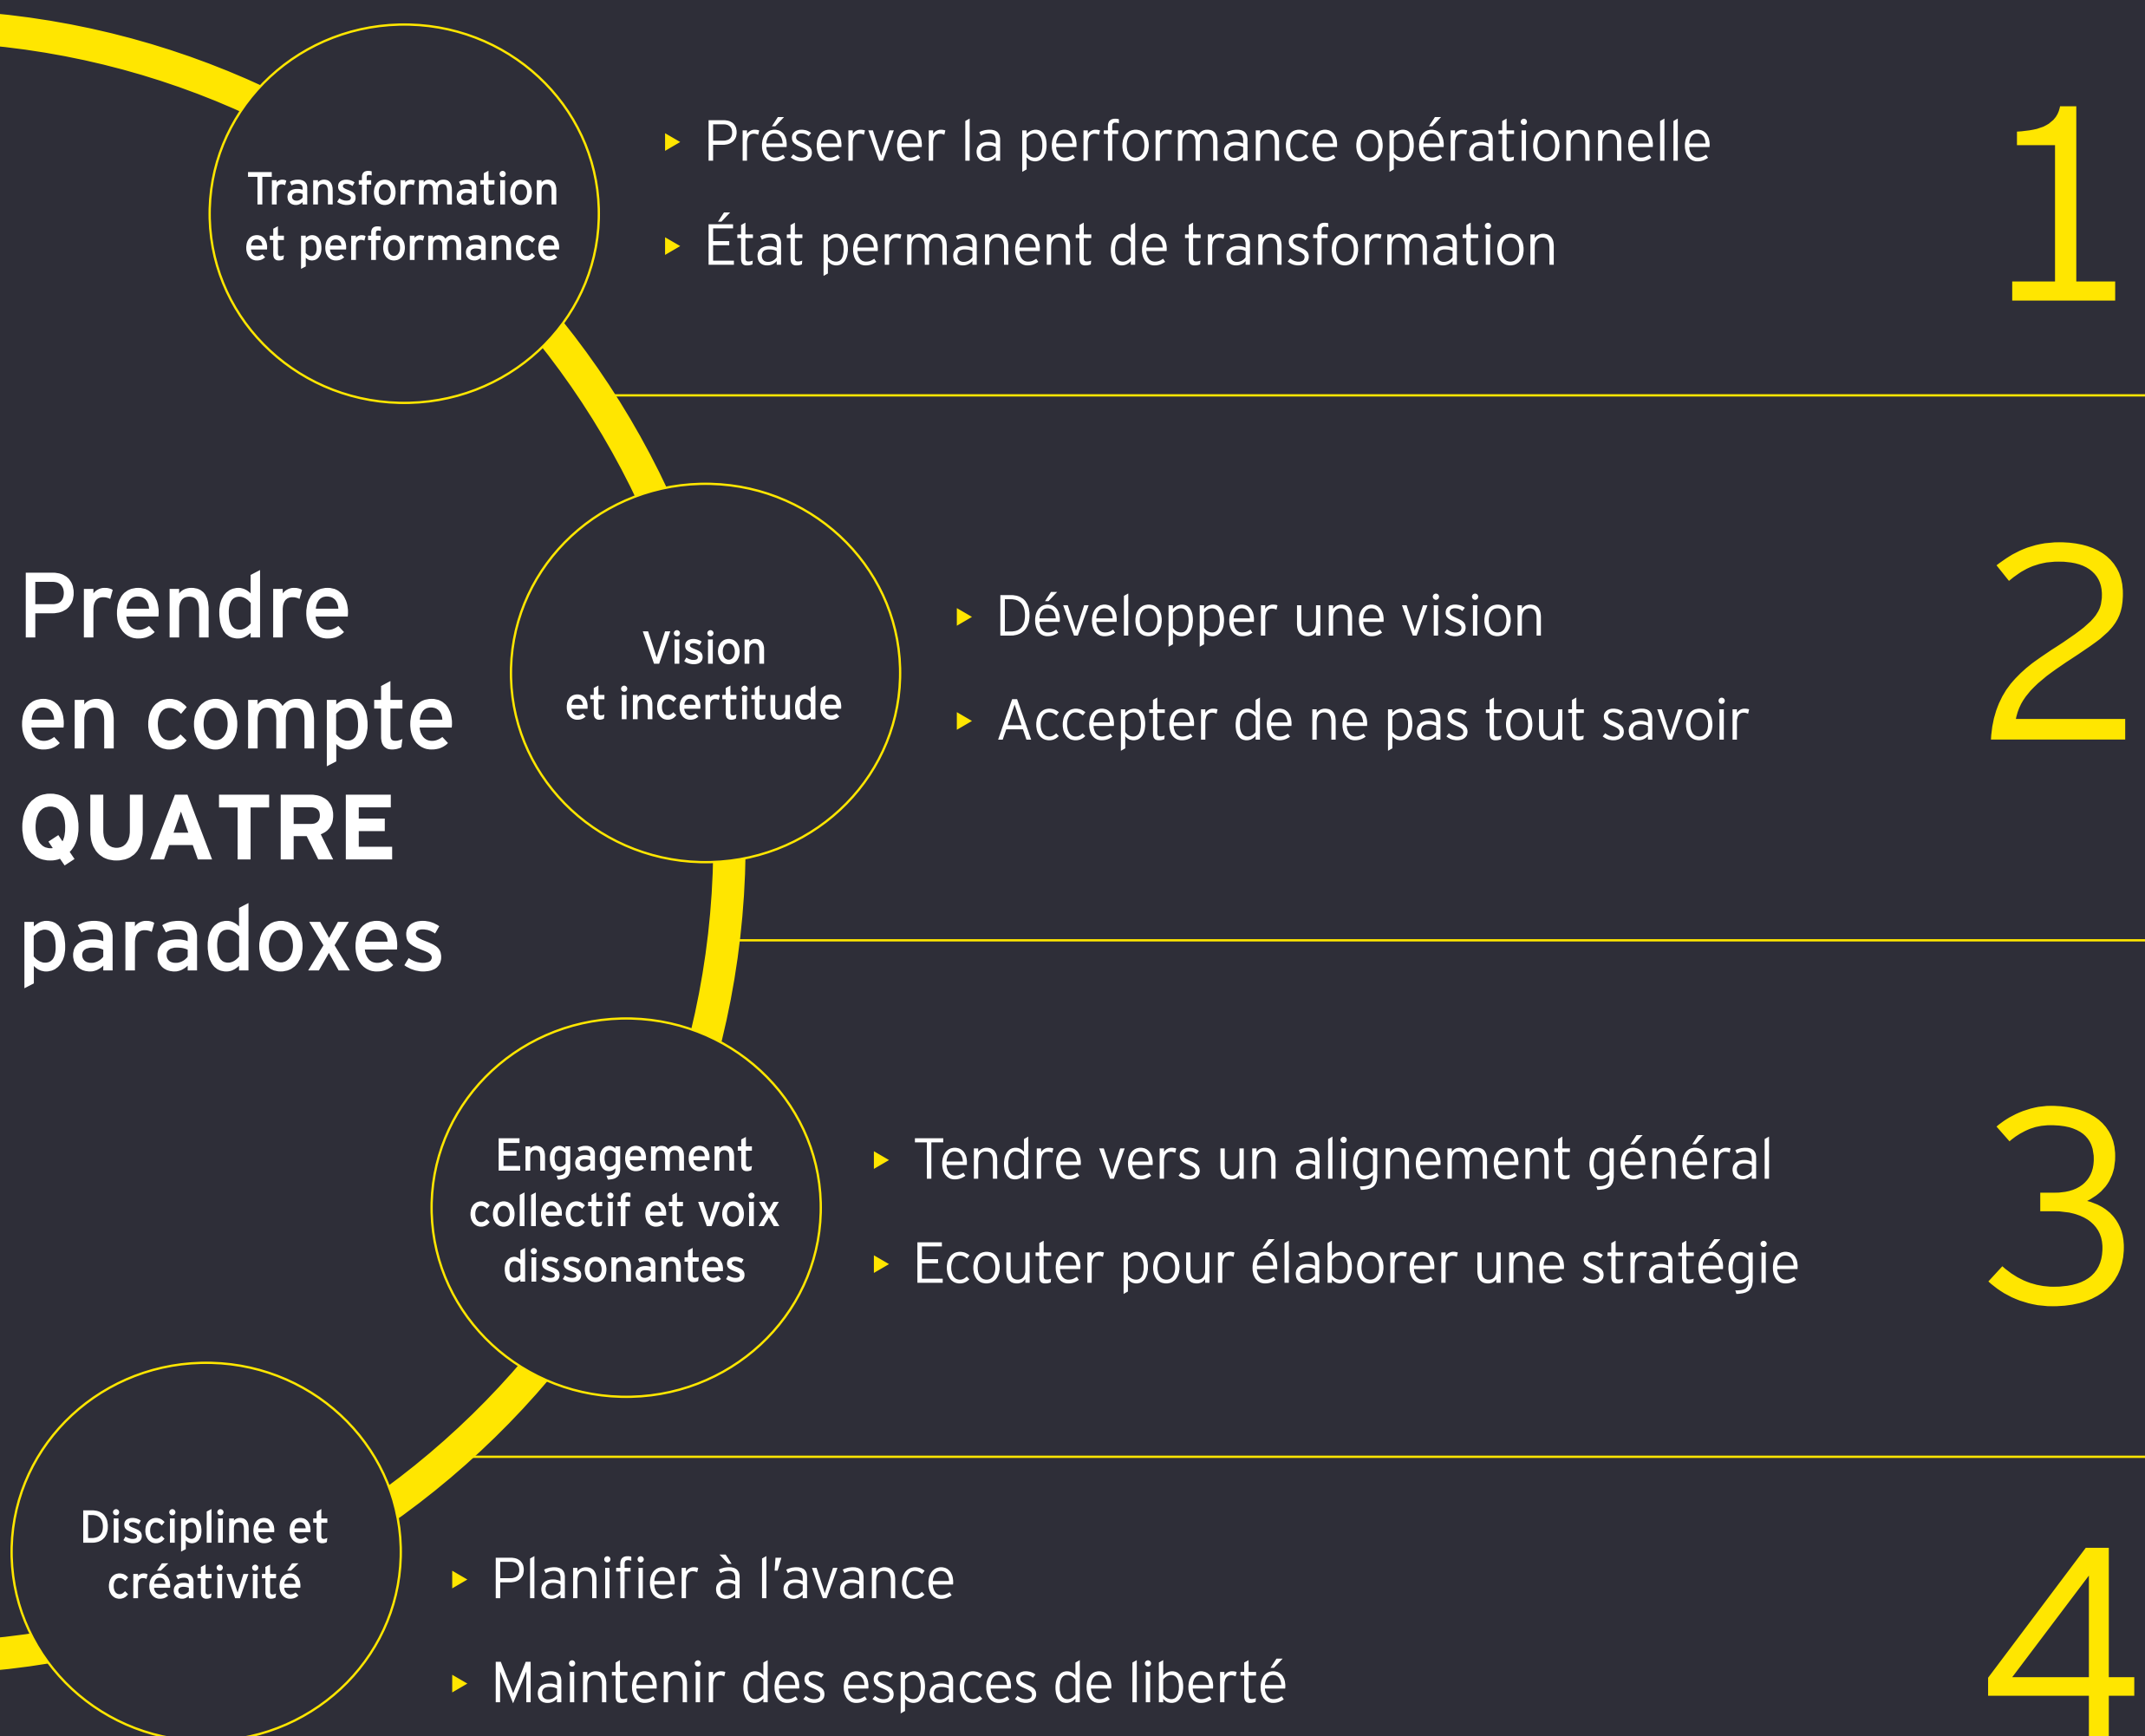 Prendre
en compte
QUATRE
paradoxes
Transformation
et performance
Préserver la performance opérationnelle
État permanent de transformation
1
Vision
et incertitude
Développer une vision
Accepter de ne pas tout savoir
2
Engagement
collectif et voix
dissonantes
Tendre vers un alignement général
Ecouter pour élaborer une stratégie
3
Discipline et
créativité
Planifier à l'avance
Maintenir des espaces de liberté
4